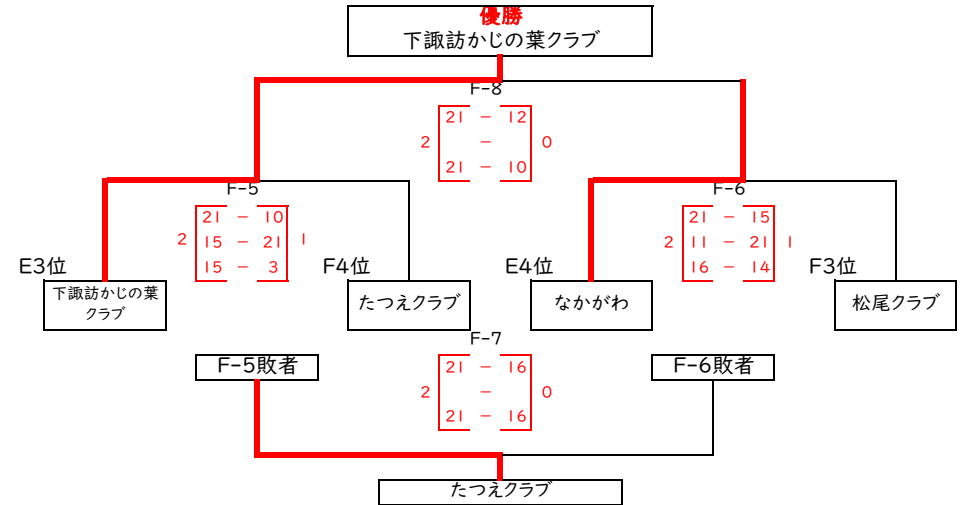 優勝
下諏訪かじの葉クラブ
F-8
21 - 12
2 - 0
21 - 10
F-5
F-6
21 - 10
15 - 21
15 - 3
2
1
21 - 15
11 - 21
16 - 14
2
1
E3位
F4位
E4位
F3位
下諏訪かじの葉
クラブ
たつえクラブ
なかがわ
松尾クラブ
F-7
F-5敗者
F-6敗者
21 - 16
2 - 0
21 - 16
たつえクラブ